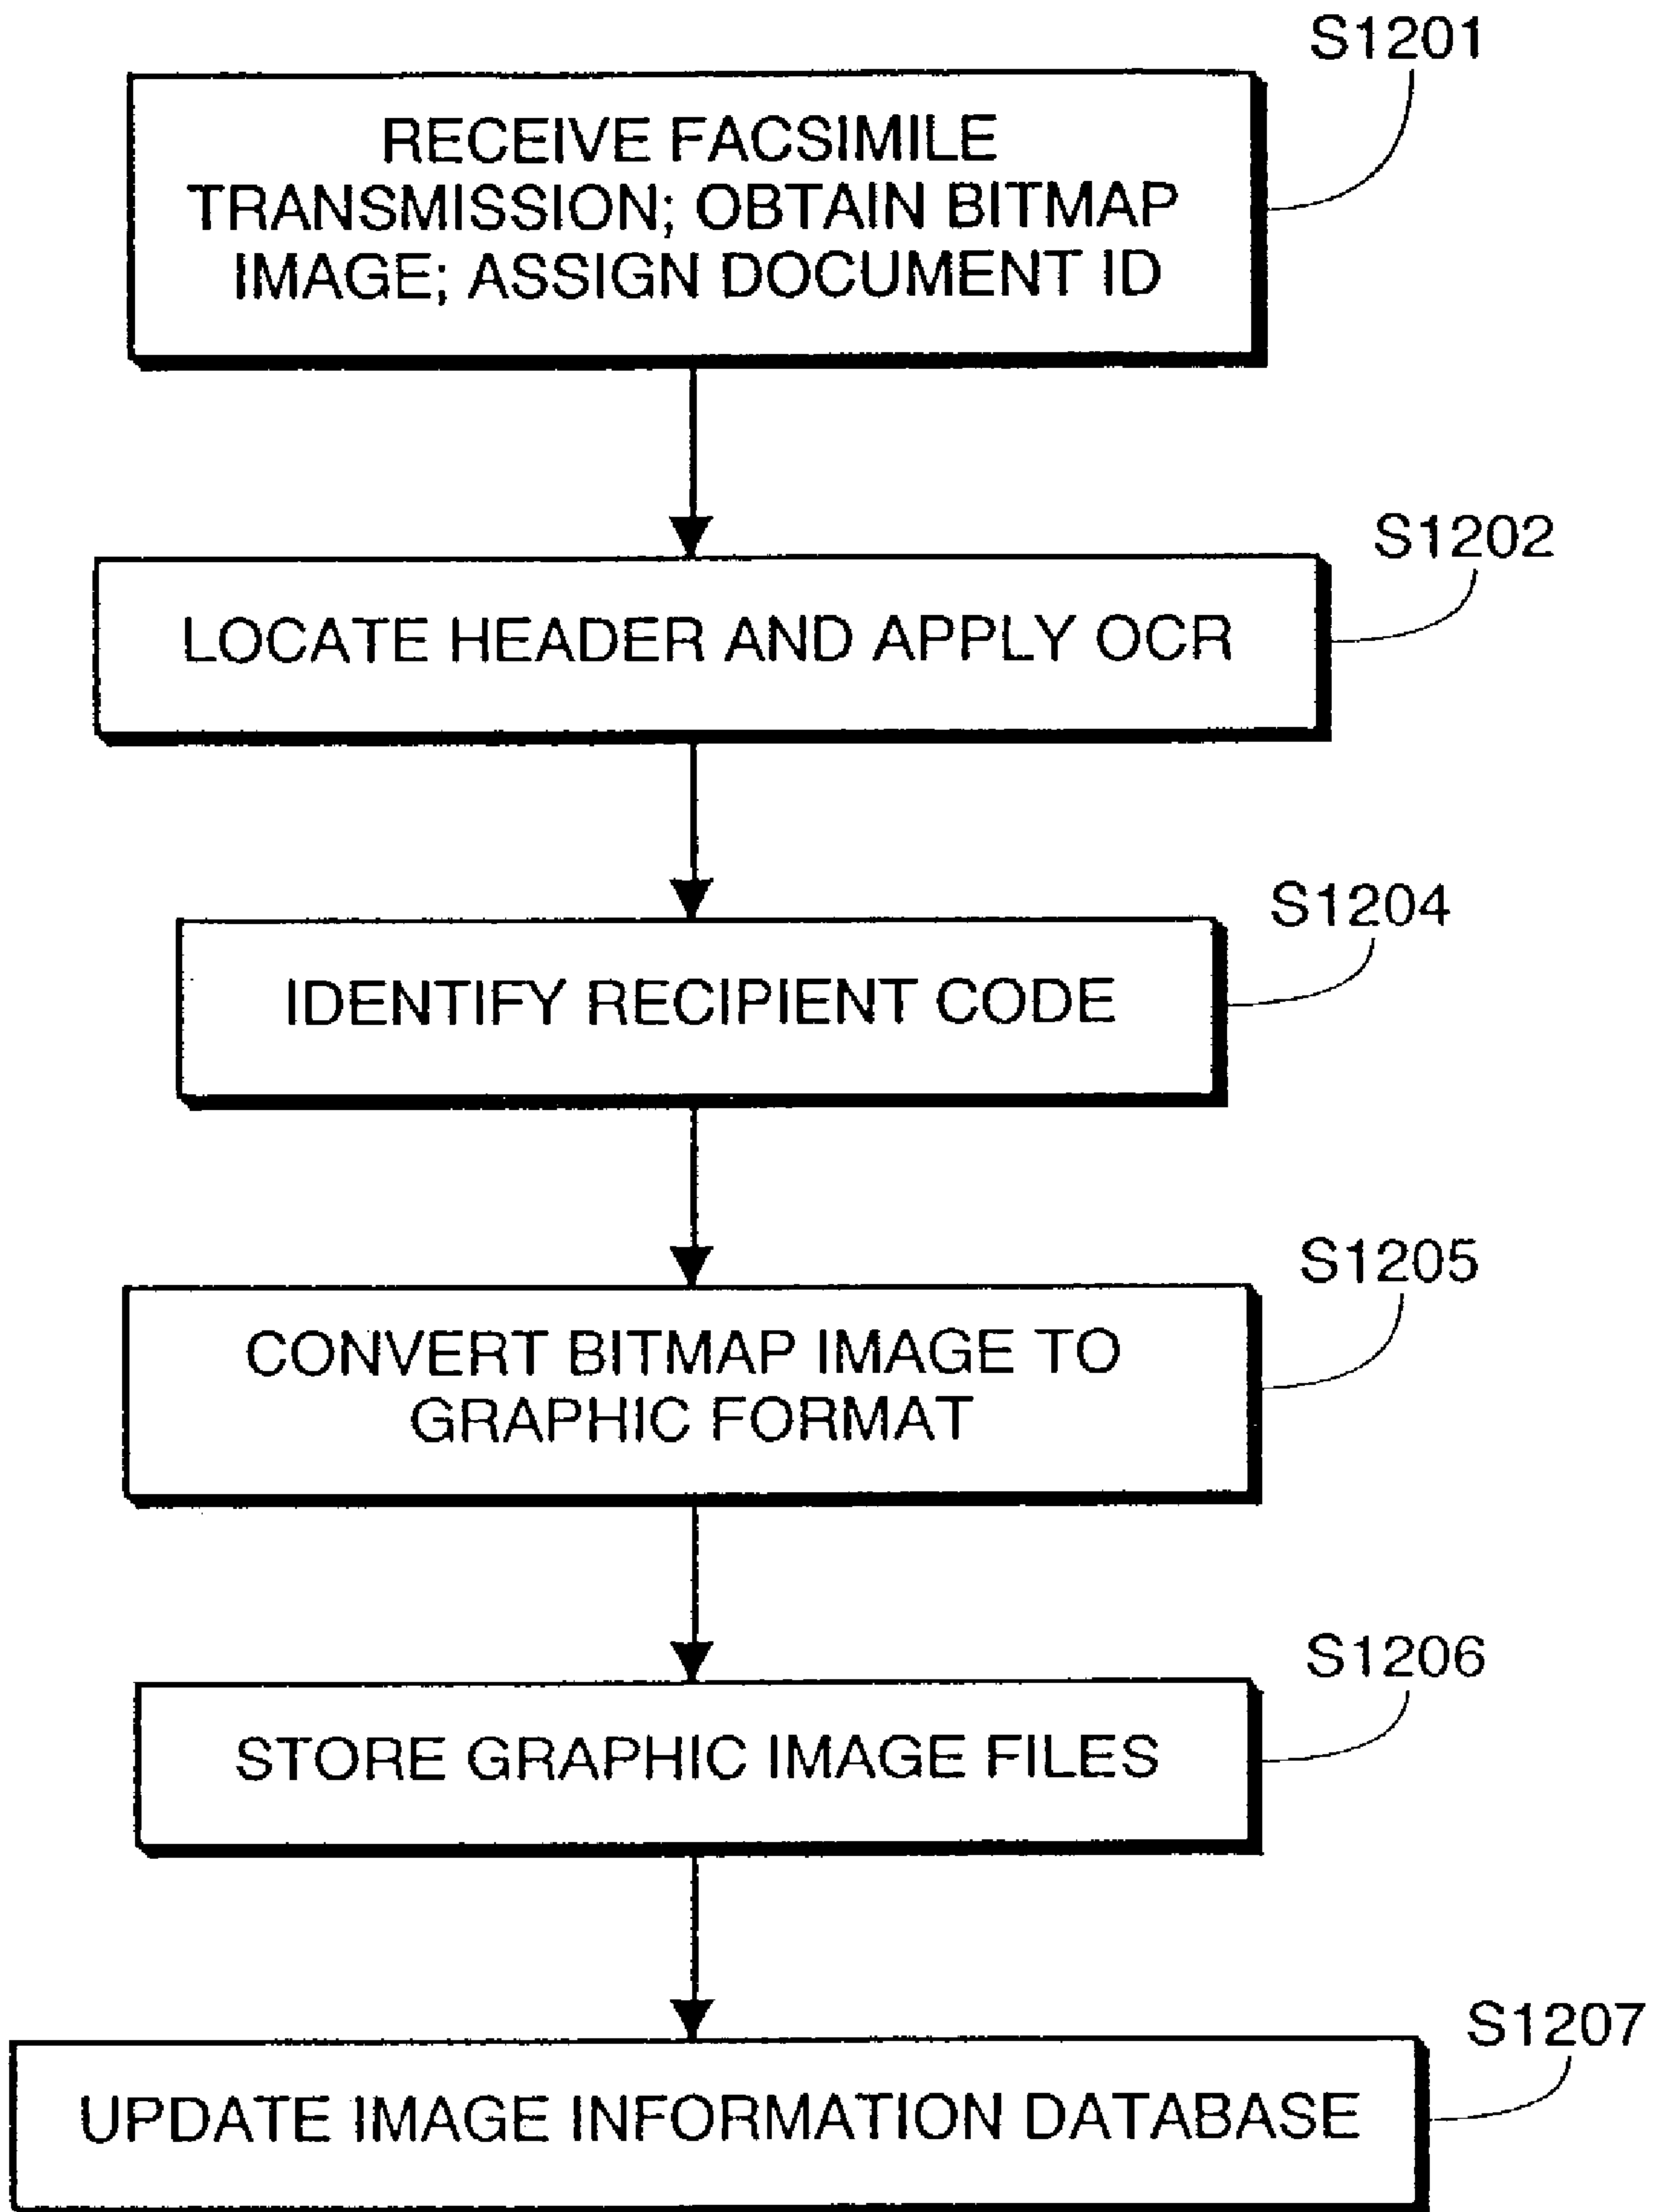 S1201
RECEIVE FACSIMILE
TRANSMISSION; OBTAIN BITMAP
IMAGE; ASSIGN DOCUMENT ID
S1202
LOCATE HEADER AND APPLY OCR
S1204
IDENTIFY RECIPIENT CODE
S1205
CONVERT BITMAP IMAGE TO
GRAPHIC FORMAT
S1206
STORE GRAPHIC IMAGE FILES
S1207
UPDATE IMAGE INFORMATION DATABASE